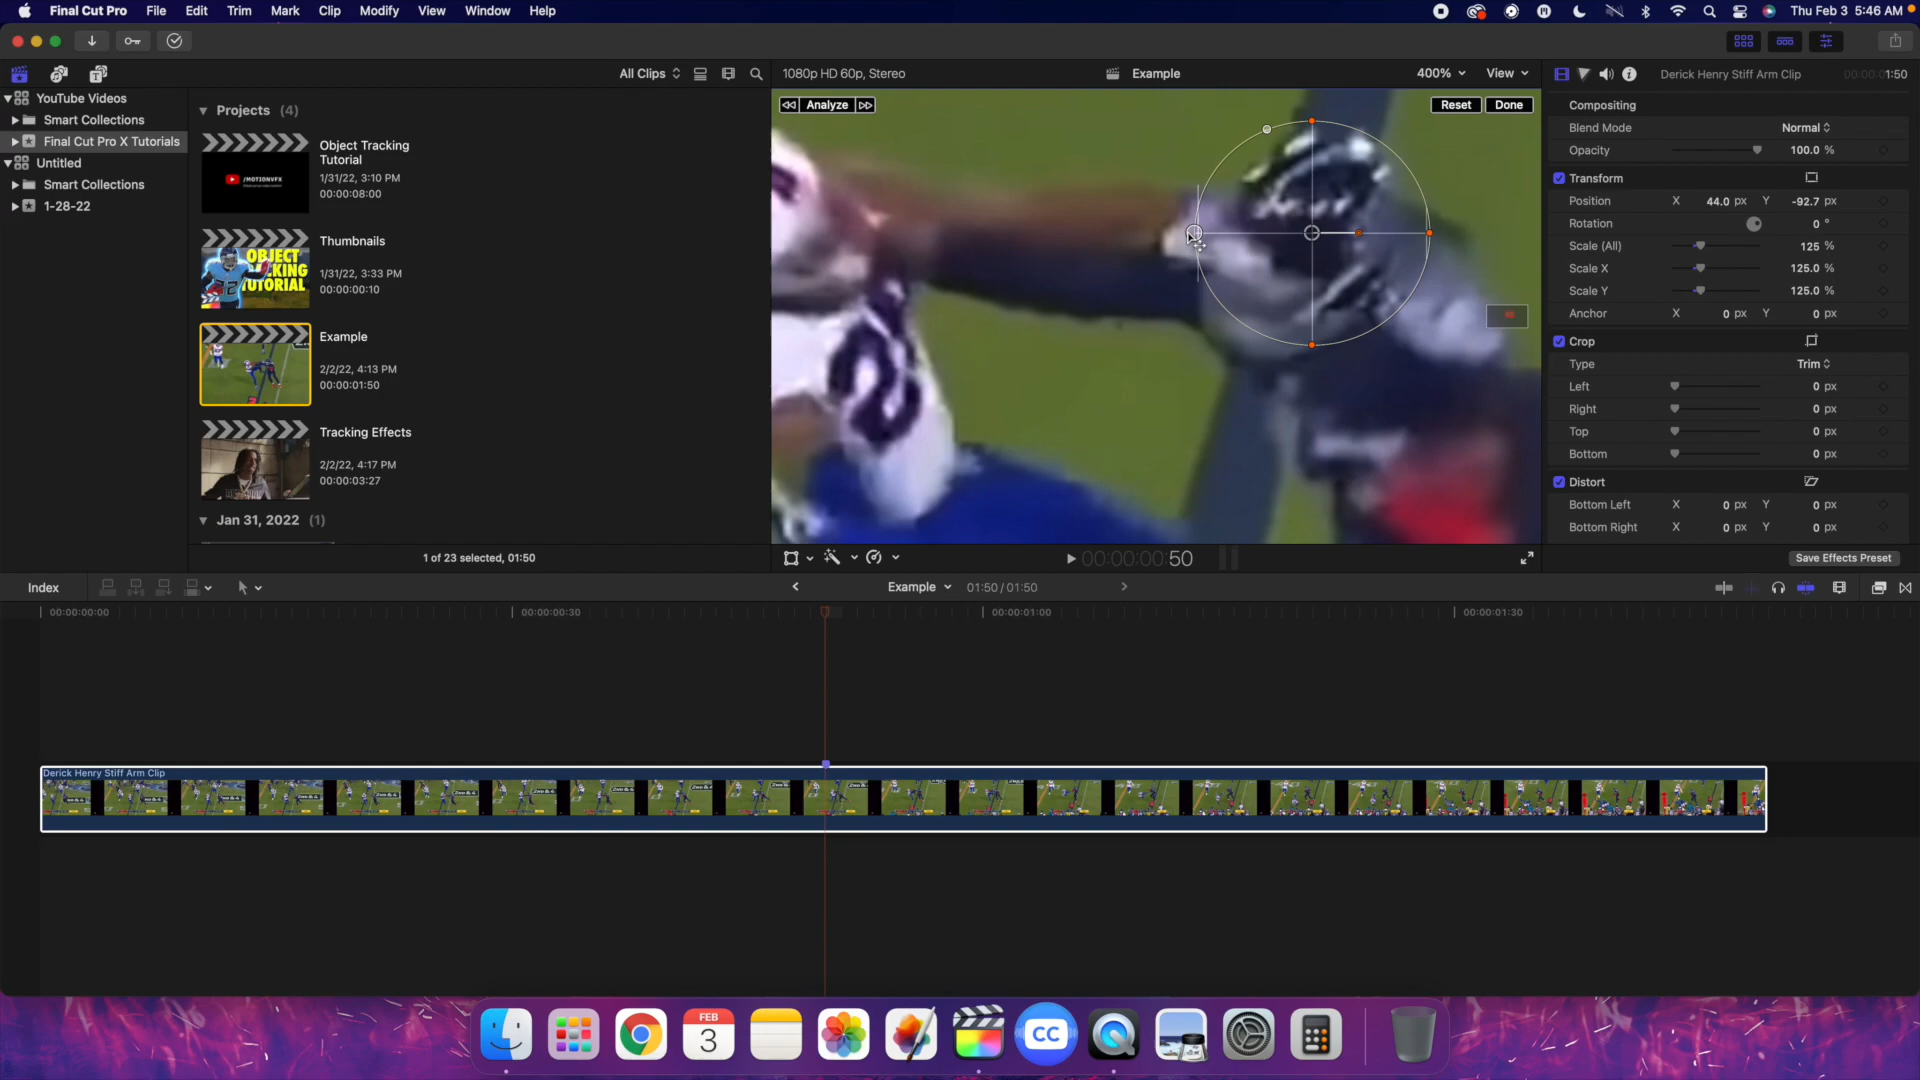 Final Cut Pro File Edit Trim Mark Clip Modify View Window Help Thu Feb 3 5:46 AM
All Clips 1080p HD 60p, Stereo Example 400% View Derick Henry Stiff Arm Clip 00:00:01:50
YouTube Videos
Smart Collections
Final Cut Pro X Tutorials
Untitled
Smart Collections
1-28-22
Projects (4)
Object Tracking
Tutorial
1/31/22, 3:10 PM
00:00:08:00
/MOTIONVFX
Thumbnails
1/31/22, 3:33 PM
00:00:00:10
OBJECT
TRACKING
TUTORIAL
Example
2/2/22, 4:13 PM
00:00:01:50
Tracking Effects
2/2/22, 4:17 PM
00:00:03:27
Jan 31, 2022 (1)
1 of 23 selected, 01:50
Analyze Reset Done
00:00:00:50
Compositing
Blend Mode Normal
Opacity 100.0 %
Transform
Position X 44.0 px Y -92.7 px
Rotation 0 °
Scale (All) 125 %
Scale X 125.0 %
Scale Y 125.0 %
Anchor X 0 px Y 0 px
Crop
Type Trim
Left 0 px
Right 0 px
Top 0 px
Bottom 0 px
Distort
Bottom Left X 0 px Y 0 px
Bottom Right X 0 px Y 0 px
Save Effects Preset
Index Example 01:50 / 01:50
00:00:00:00 00:00:00:30 00:00:01:00 00:00:01:30
Derick Henry Stiff Arm Clip
FEB
3
CC